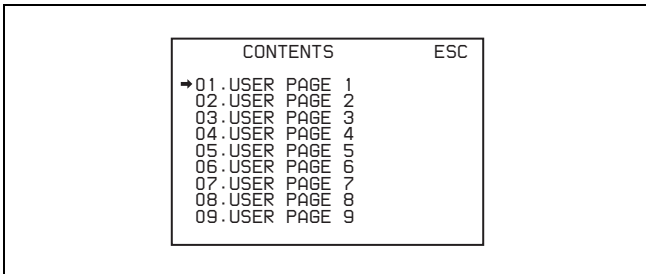 CONTENTS ESC
➡01.USER PAGE 1
02.USER PAGE 2
03.USER PAGE 3
04.USER PAGE 4
05.USER PAGE 5
06.USER PAGE 6
07.USER PAGE 7
08.USER PAGE 8
09.USER PAGE 9